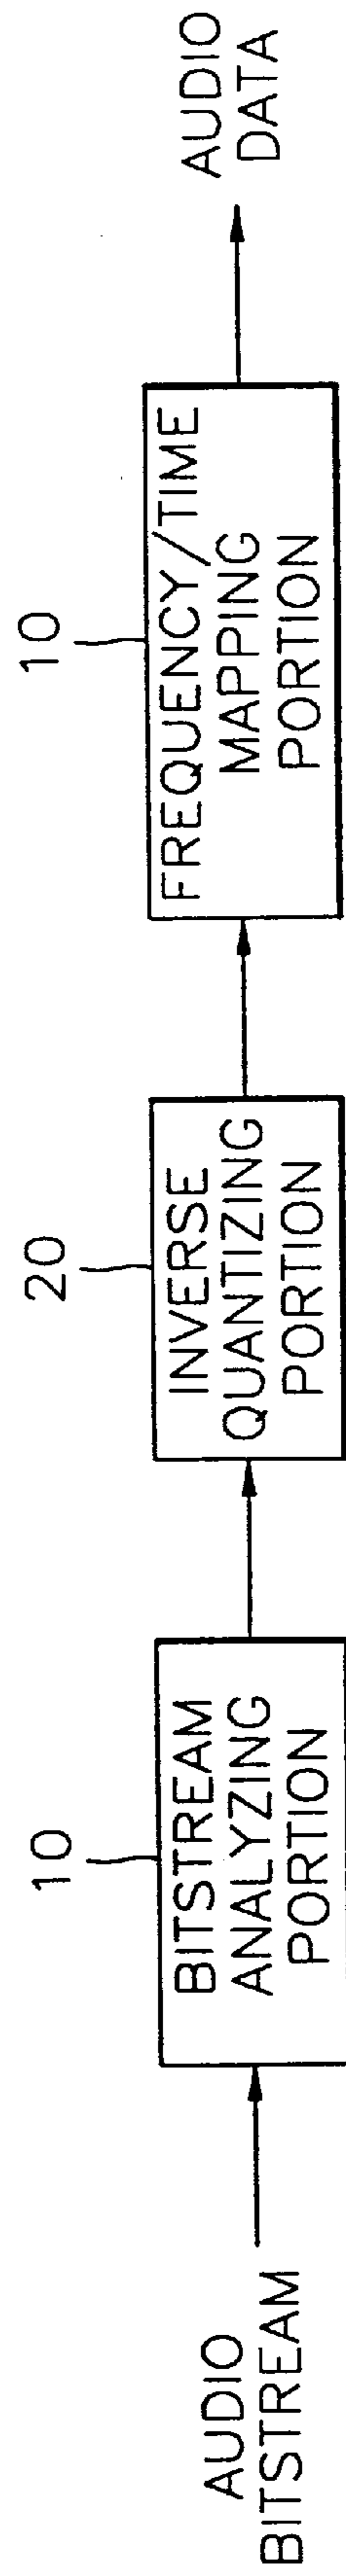 AUDIO
BITSTREAM
10
BITSTREAM
ANALYZING
PORTION
20
INVERSE
QUANTIZING
PORTION
10
FREQUENCY/TIME
MAPPING
PORTION
AUDIO
DATA